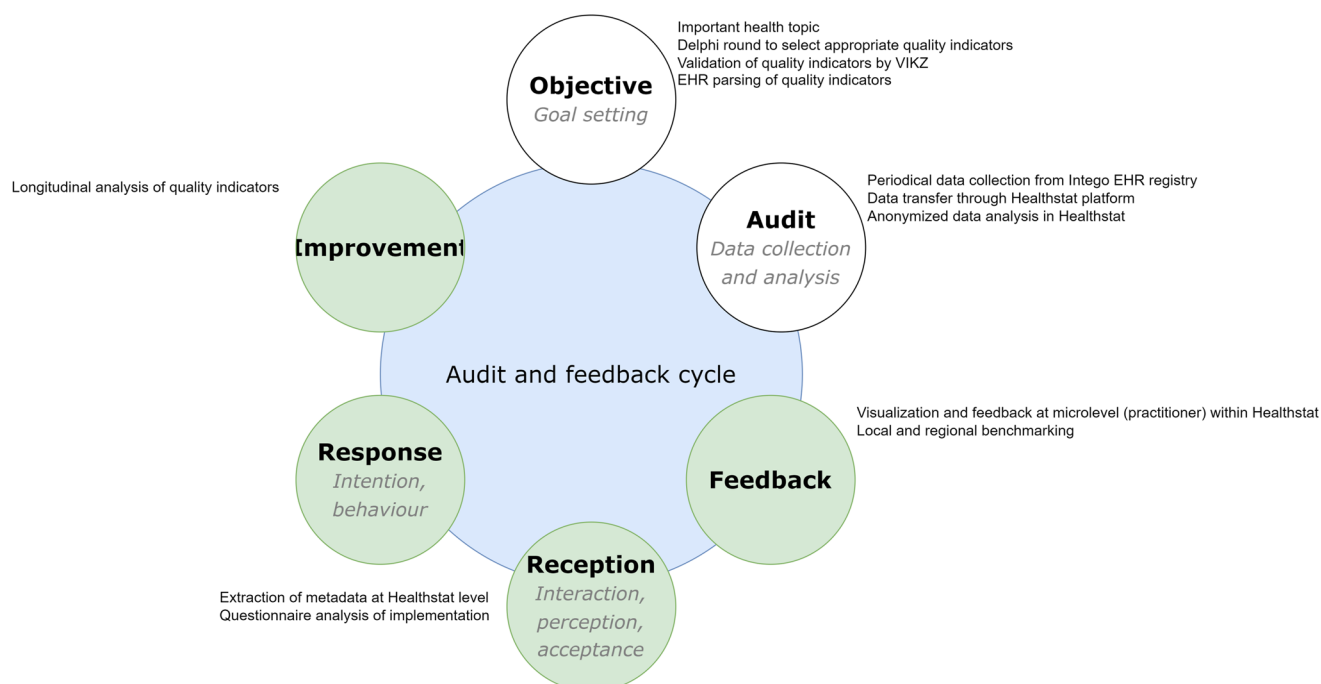 Important health topic
Delphi round to select appropriate quality indicators
Validation of quality indicators by VIKZ
EHR parsing of quality indicators
Objective
Goal setting
Longitudinal analysis of quality indicators
Periodical data collection from Intego EHR registry
Data transfer through Healthstat platform
Anonymized data analysis in Healthstat
Audit
Data collection
and analysis
Improvement
Audit and feedback cycle
Visualization and feedback at microlevel (practitioner) within Healthstat
Local and regional benchmarking
Response
Intention,
behaviour
Feedback
Reception
Interaction,
perception,
acceptance
Extraction of metadata at Healthstat level
Questionnaire analysis of implementation